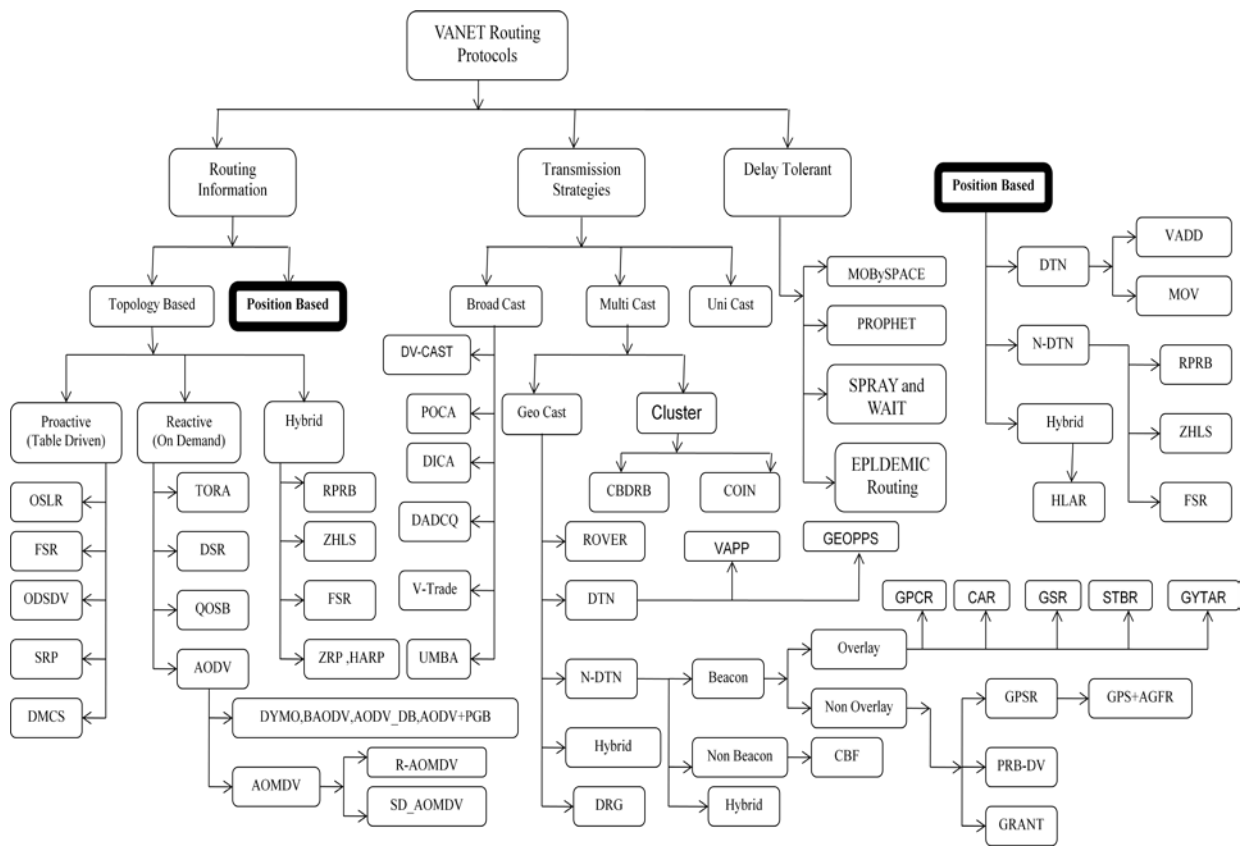 VANET Routing
Protocols
Routing
Information
Transmission
Strategies
Delay Tolerant
Position Based
Topology Based
Position Based
Broad Cast
Multi Cast
Uni Cast
MOBySPACE
PROPHET
SPRAY and
WAIT
EPLDEMIC
Routing
DTN
VADD
MOV
N-DTN
RPRB
ZHLS
FSR
Hybrid
HLAR
Proactive
(Table Driven)
Reactive
(On Demand)
Hybrid
OSLR
FSR
ODSDV
SRP
DMCS
TORA
DSR
QOSB
AODV
DYMO,BAODV,AODV_DB,AODV+PGB
AOMDV
R-AOMDV
SD_AOMDV
RPRB
ZHLS
FSR
ZRP ,HARP
DV-CAST
POCA
DICA
DADCQ
V-Trade
UMBA
Geo Cast
Cluster
CBDRB
COIN
ROVER
DTN
VAPP
GEOPPS
N-DTN
Hybrid
DRG
Beacon
Non Beacon
Hybrid
CBF
Overlay
Non Overlay
GPCR
CAR
GSR
STBR
GYTAR
GPSR
GPS+AGFR
PRB-DV
GRANT